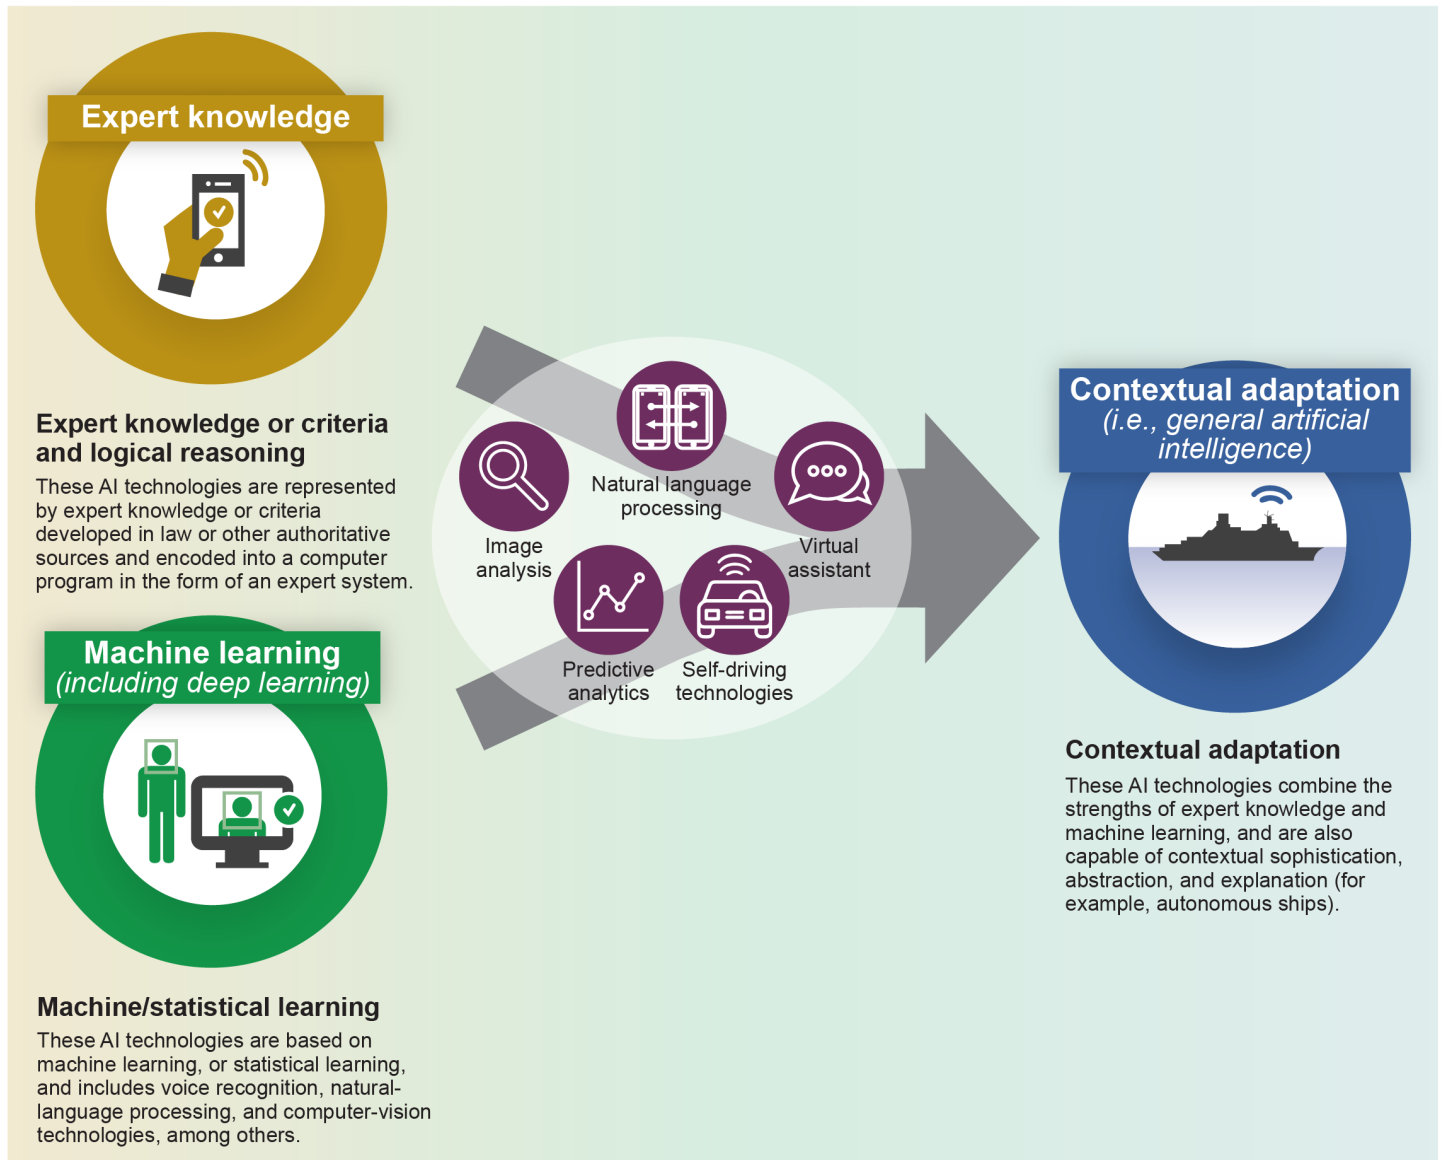 Expert knowledge
Expert knowledge or criteria
and logical reasoning
These AI technologies are represented
by expert knowledge or criteria
developed in law or other authoritative
sources and encoded into a computer
program in the form of an expert system.
Machine learning
(including deep learning)
Machine/statistical learning
These AI technologies are based on
machine learning, or statistical learning,
and includes voice recognition, natural-
language processing, and computer-vision
technologies, among others.
Image
analysis
Natural language
processing
Virtual
assistant
Predictive
analytics
Self-driving
technologies
Contextual adaptation
(i.e., general artificial
intelligence)
Contextual adaptation
These AI technologies combine the
strengths of expert knowledge and
machine learning, and are also
capable of contextual sophistication,
abstraction, and explanation (for
example, autonomous ships).